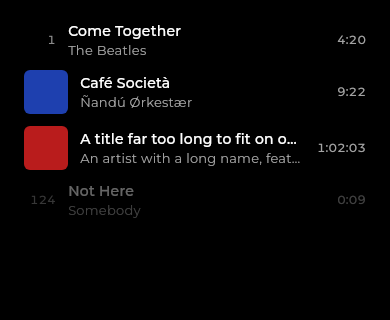 1 Come Together 4:20
The Beatles
Café Società 9:22
Ñandú Ørkestær
A title far too long to fit on o... 1:02:03
An artist with a long name, feat...
124 Not Here 0:09
Somebody